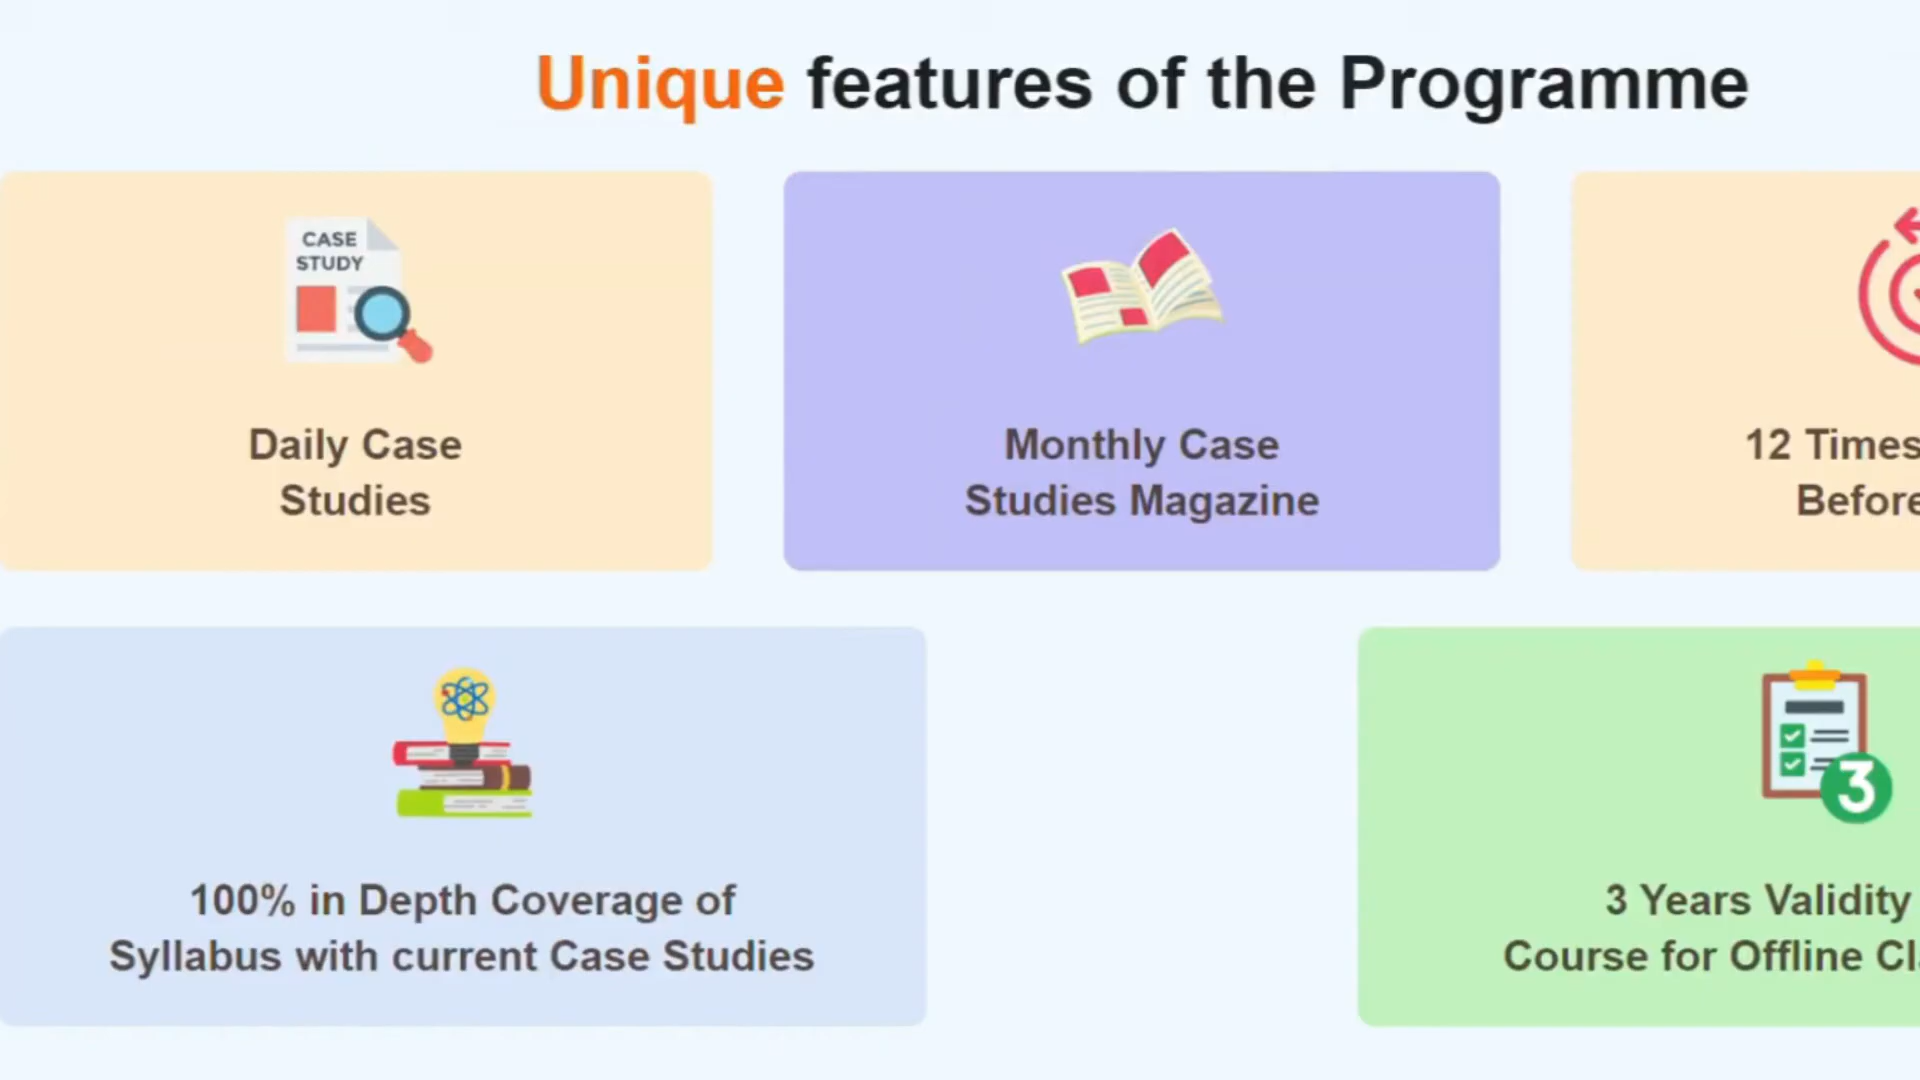 Unique features of the Programme
CASE
STUDY
Daily Case
Studies
Monthly Case
Studies Magazine
12 Times
Before
100% in Depth Coverage of
Syllabus with current Case Studies
3
3 Years Validity
Course for Offline